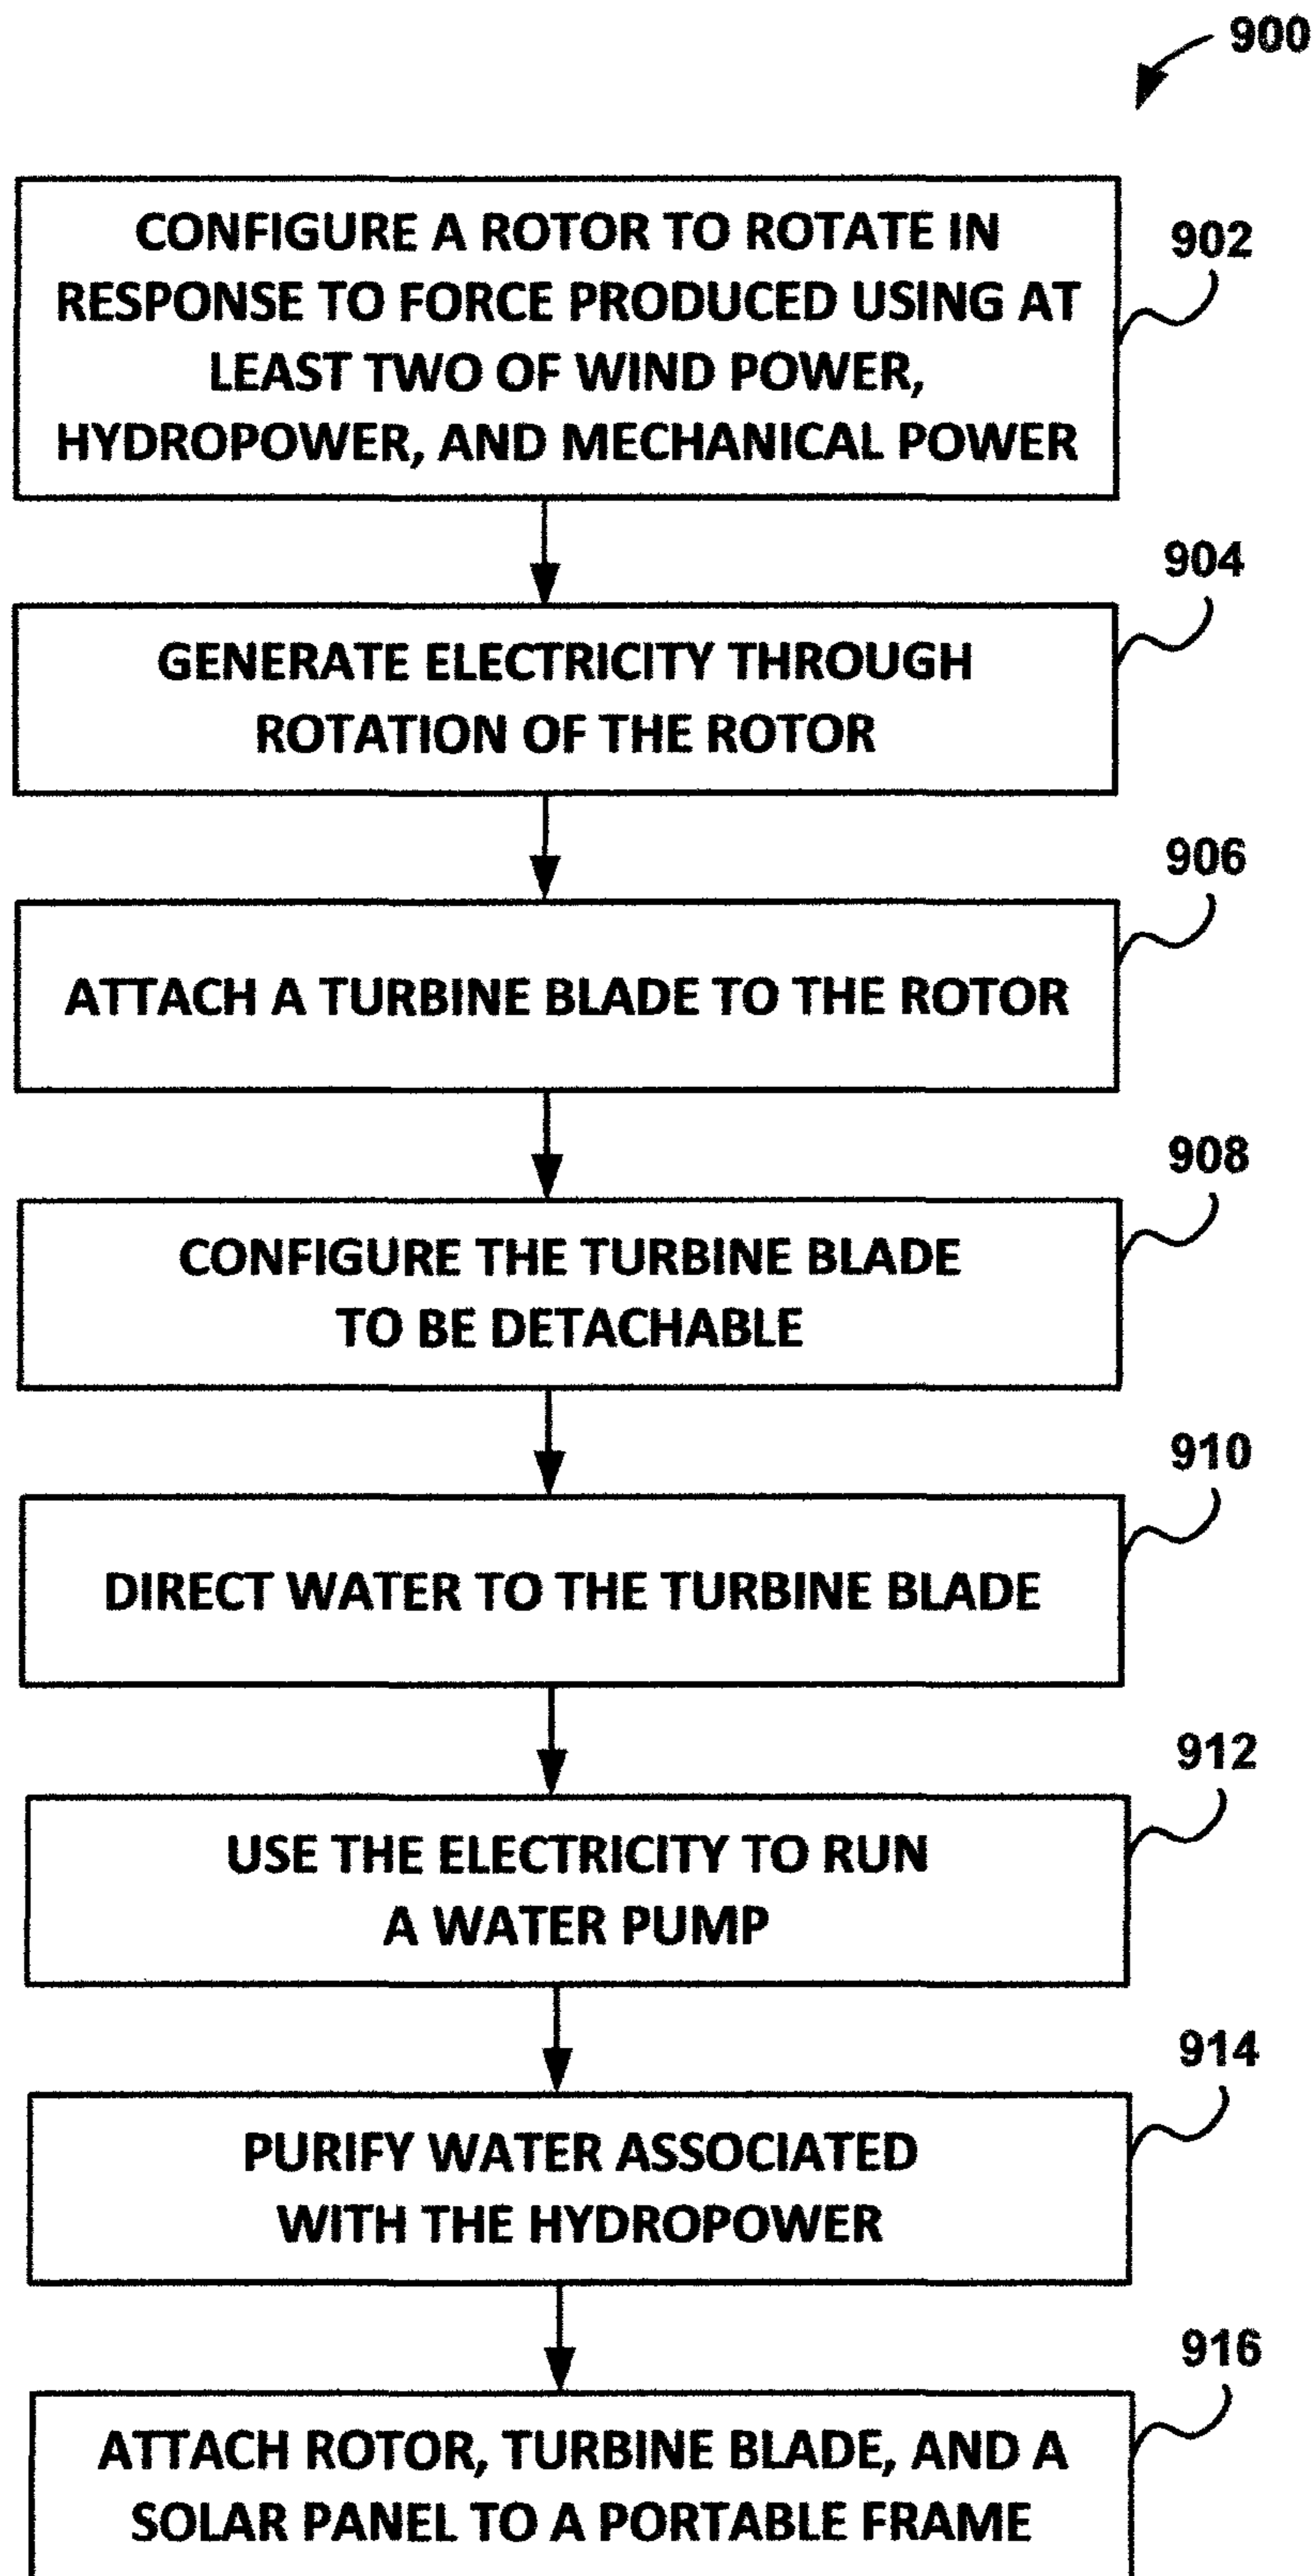 900
CONFIGURE A ROTOR TO ROTATE IN
RESPONSE TO FORCE PRODUCED USING AT
LEAST TWO OF WIND POWER,
HYDROPOWER, AND MECHANICAL POWER
902
GENERATE ELECTRICITY THROUGH
ROTATION OF THE ROTOR
904
ATTACH A TURBINE BLADE TO THE ROTOR
906
CONFIGURE THE TURBINE BLADE
TO BE DETACHABLE
908
DIRECT WATER TO THE TURBINE BLADE
910
USE THE ELECTRICITY TO RUN
A WATER PUMP
912
PURIFY WATER ASSOCIATED
WITH THE HYDROPOWER
914
ATTACH ROTOR, TURBINE BLADE, AND A
SOLAR PANEL TO A PORTABLE FRAME
916